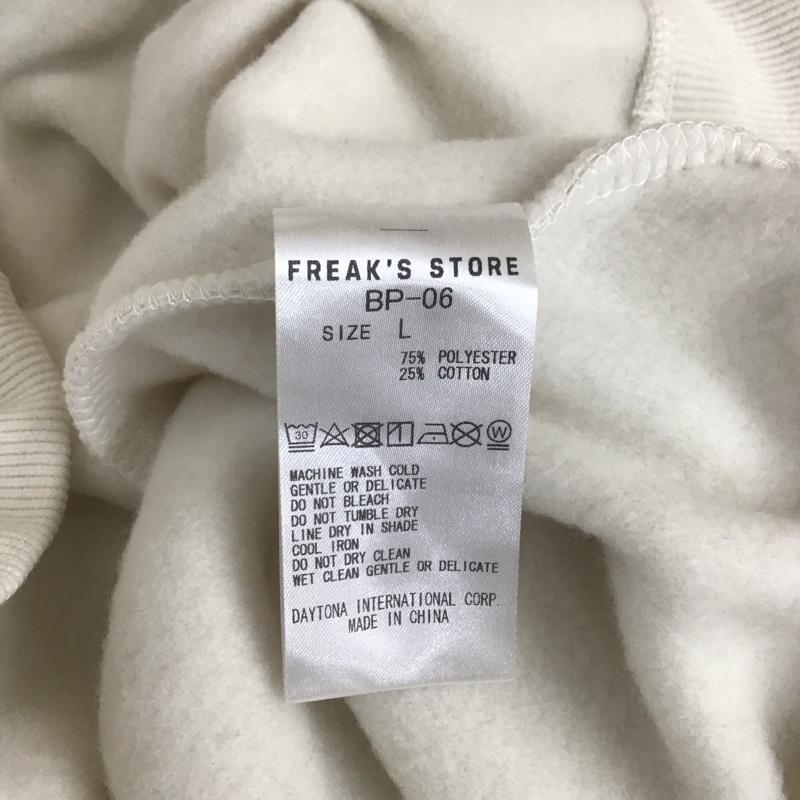 FREAK'S STORE
BP-06
SIZE L
75% POLYESTER
25% COTTON
30 W
MACHINE WASH COLD
GENTLE OR DELICATE
DO NOT BLEACH
DO NOT TUMBLE DRY
LINE DRY IN SHADE
COOL IRON
DO NOT DRY CLEAN
WET CLEAN GENTLE OR DELICATE
DAYTONA INTERNATIONAL CORP.
MADE IN CHINA